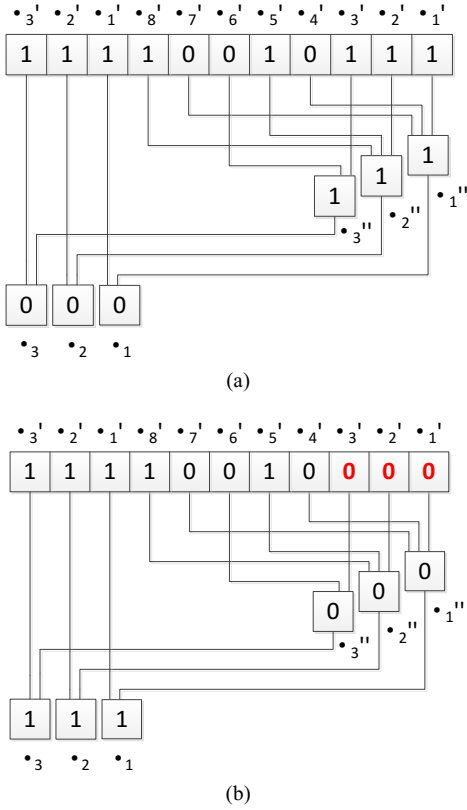 • 3' • 2' • 1' • 8' • 7' • 6' • 5' • 4' • 3' • 2' • 1'
1 1 1 1 0 0 1 0 1 1 1
1
1 • 1''
1 • 2''
• 3''
0 0 0
• 3 • 2 • 1
(a)
• 3' • 2' • 1' • 8' • 7' • 6' • 5' • 4' • 3' • 2' • 1'
1 1 1 1 0 0 1 0 0 0 0
0
0 • 1''
0 • 2''
• 3''
1 1 1
• 3 • 2 • 1
(b)